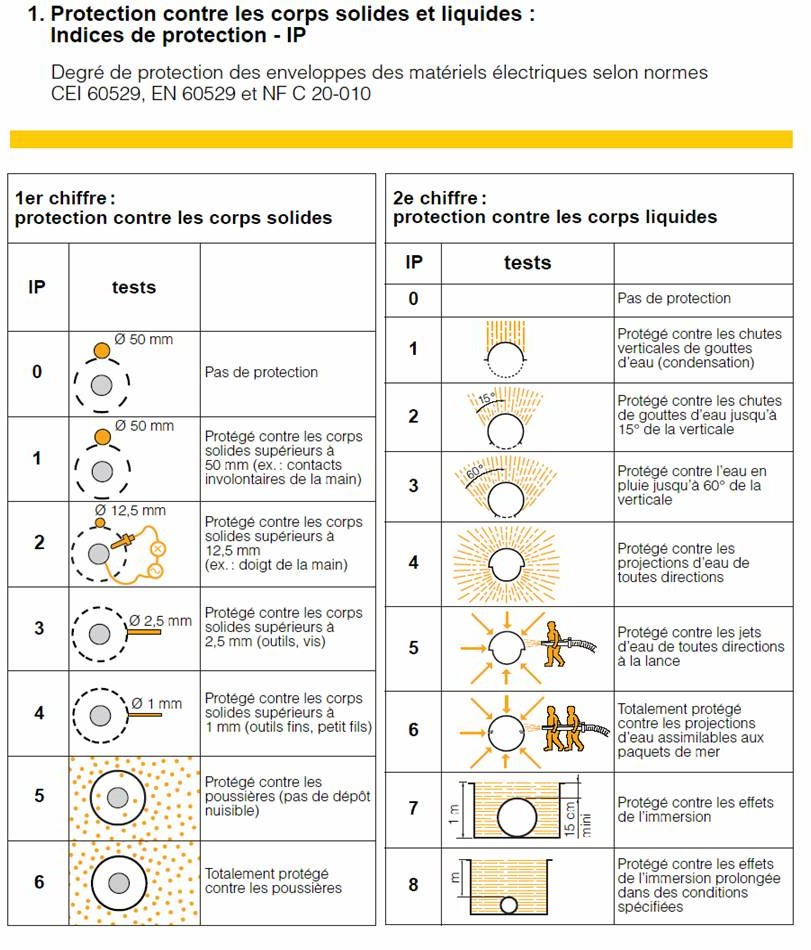 1. Protection contre les corps solides et liquides :
Indices de protection - IP
Degré de protection des enveloppes des matériels électriques selon normes
CEI 60529, EN 60529 et NF C 20-010
1er chiffre :
protection contre les corps solides
IP
tests
0
Ø 50 mm
Pas de protection
1
Ø 50 mm
Protégé contre les corps
solides supérieurs à
50 mm (ex. : contacts
involontaires de la main)
2
Ø 12,5 mm
Protégé contre les corps
solides supérieurs à
12,5 mm
(ex. : doigt de la main)
3
Ø 2,5 mm
Protégé contre les corps
solides supérieurs à
2,5 mm (outils, vis)
4
Ø 1 mm
Protégé contre les corps
solides supérieurs à
1 mm (outils fins, petit fils)
5
Protégé contre les
poussières (pas de dépôt
nuisible)
6
Totalement protégé
contre les poussières
2e chiffre :
protection contre les corps liquides
IP
tests
0
Pas de protection
1
Protégé contre les chutes
verticales de gouttes
d'eau (condensation)
2
15°
Protégé contre les chutes
de gouttes d'eau jusqu'à
15° de la verticale
3
60°
Protégé contre l'eau en
pluie jusqu'à 60° de la
verticale
4
Protégé contre les
projections d'eau de
toutes directions
5
Protégé contre les jets
d'eau de toutes directions
à la lance
6
Totalement protégé
contre les projections
d'eau assimilables aux
paquets de mer
7
1 m
15 cm
mini
Protégé contre les effets
de l'immersion
8
m
Protégé contre les effets
de l'immersion prolongée
dans des conditions
spécifiées